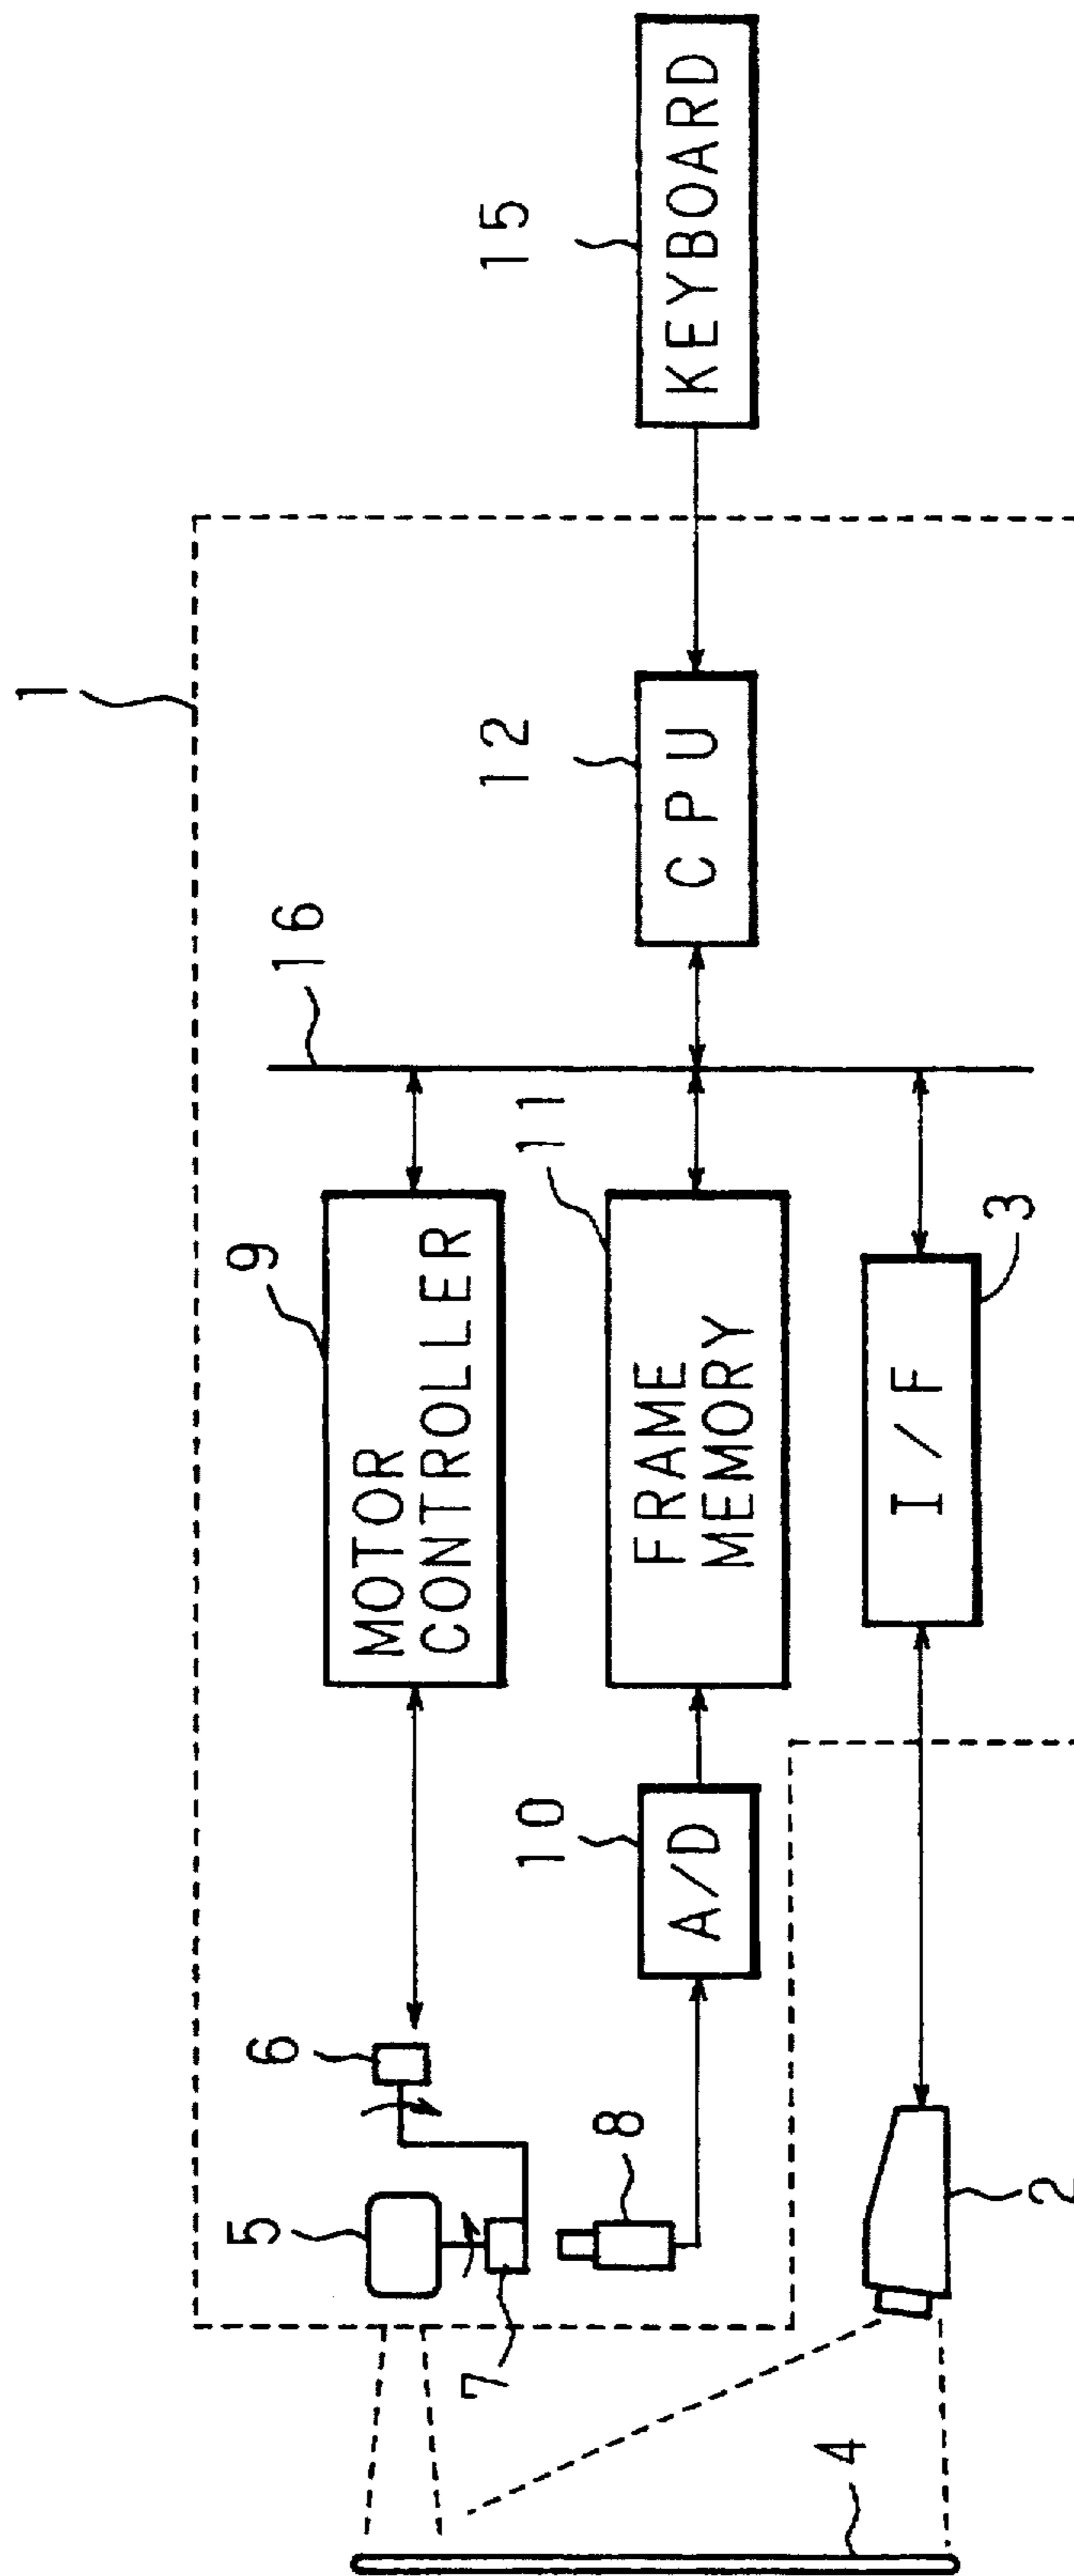 1
5
6
9
MOTOR
CONTROLLER
16
7
8
10
A/D
11
FRAME
MEMORY
12
CPU
15
KEYBOARD
4
2
I/F
3